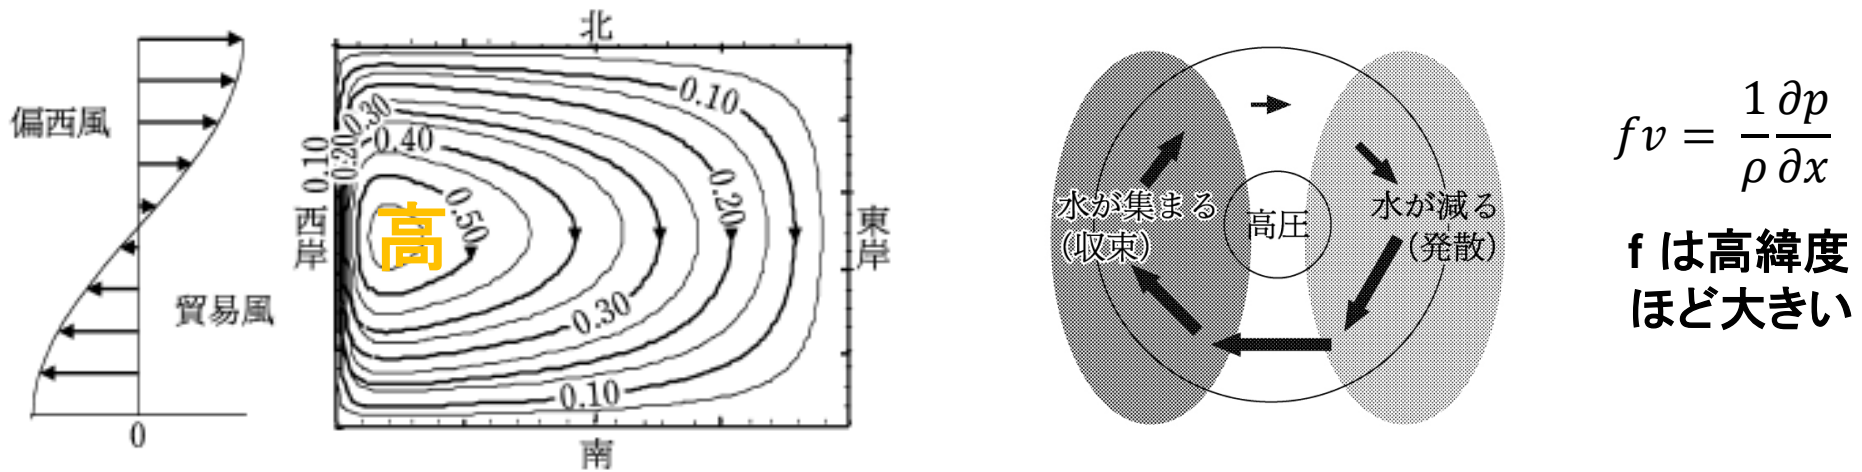 偏西風
貿易風
0
北
西岸
東岸
南
高
0.10
0.20
0.30
0.40
0.50
0.10
0.20
0.30
0.10
水が集まる
(収束)
高圧
水が減る
(発散)
fv = 1/ρ ∂p/∂x
f は高緯度
ほど大きい